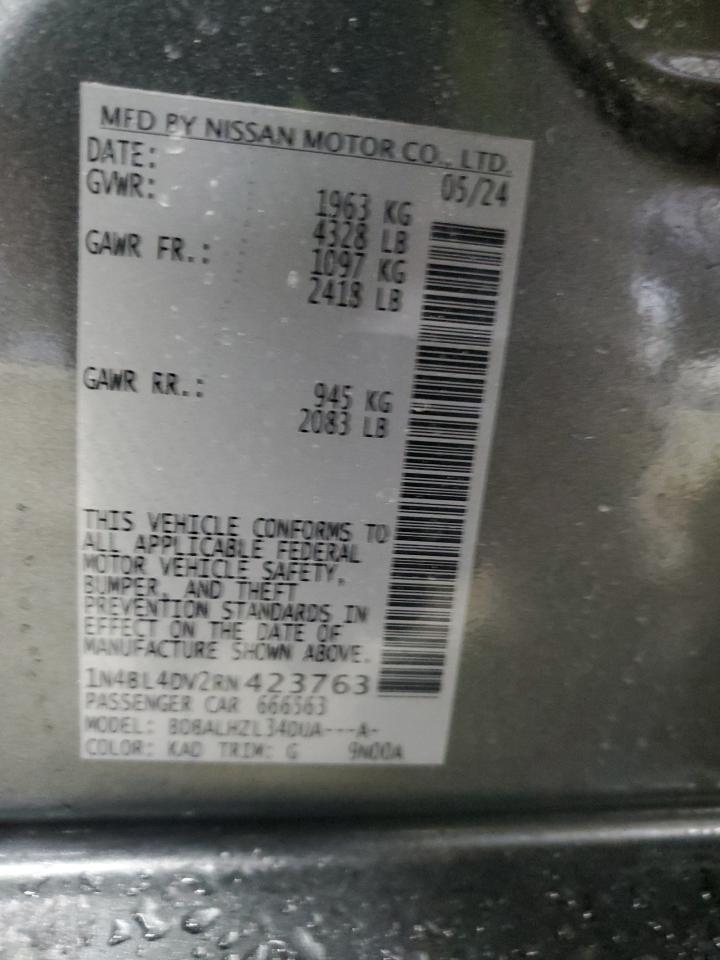 MFD BY NISSAN MOTOR CO., LTD.
DATE: 05/24
GVWR: 1963 KG
4328 LB
GAWR FR.: 1097 KG
2418 LB
GAWR RR.: 945 KG
2083 LB
THIS VEHICLE CONFORMS TO
ALL APPLICABLE FEDERAL
MOTOR VEHICLE SAFETY,
BUMPER, AND THEFT
PREVENTION STANDARDS IN
EFFECT ON THE DATE OF
MANUFACTURE SHOWN ABOVE.
1N4BL4DV2RN423763
PASSENGER CAR 666563
MODEL: BDBALHZL34DUA---A-
COLOR: KAD TRIM: G 9N00A